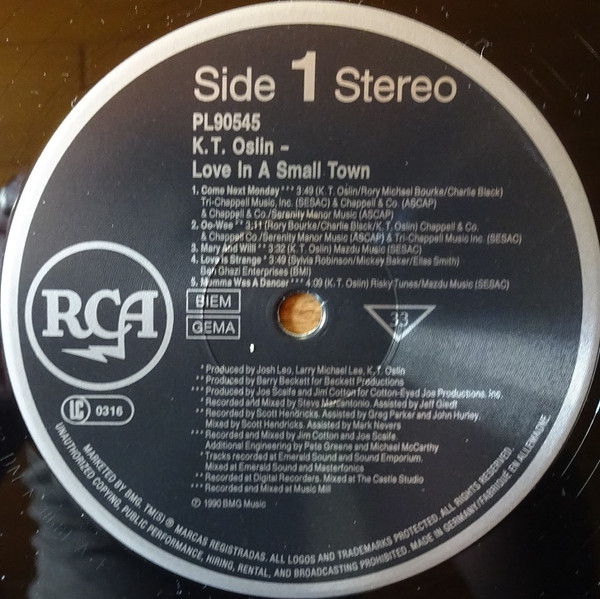 Side 1 Stereo
PL90545
K.T. Oslin –
Love In A Small Town
1. Come Next Monday *** 3:49 (K.T. Oslin/Rory Michael Bourke/Charlie Black)
Tri-Chappell Music, Inc. (SESAC) & Chappell & Co. (ASCAP)
& Chappell & Co./Serenity Manor Music (ASCAP)
2. Oo-Wee ** 3:11 (Rory Bourke/Charlie Black/K.T. Oslin) Chappell & Co.
& Chappell Co./Serenity Manor Music (ASCAP) & Tri-Chappell Music Inc. (SESAC)
3. Mary And Willi ** 3:32 (K.T. Oslin) Mazdu Music (SESAC)
4. Love is Strange * 3:49 (Sylvia Robinson/Mickey Baker/Elias Smith)
Ben Ghazi Enterprises (BMI)
5. Momma Was A Dancer *** 4:09 (K.T. Oslin) Risky Tunes/Mazdu Music (SESAC)
BIEM
GEMA
33
RCA
LC 0316
* Produced by Josh Leo, Larry Michael Lee, K.T. Oslin
** Produced by Barry Beckett for Beckett Productions
*** Produced by Joe Scaife and Jim Cotton for Cotton-Eyed Joe Productions, Inc.
* Recorded and Mixed by Steve Marcantonio. Assisted by Jeff Giedt
** Recorded by Scott Hendricks. Assisted by Greg Parker and John Hurley.
Mixed by Scott Hendricks. Assisted by Mark Nevers
*** Recorded and Mixed by Jim Cotton and Joe Scaife.
Additional Engineering by Pete Greene and Michael McCarthy
* Tracks recorded at Emerald Sound and Sound Emporium.
Mixed at Emerald Sound and Masterfonics
** Recorded at Digital Recorders. Mixed at The Castle Studio
*** Recorded and Mixed at Music Mill
℗ 1990 BMG Music
MARKETED BY BMG. TM(S) ® MARCAS REGISTRADAS. ALL LOGOS AND TRADEMARKS PROTECTED. ALL RIGHTS RESERVED.
UNAUTHORIZED COPYING, PUBLIC PERFORMANCE, HIRING, RENTAL, AND BROADCASTING PROHIBITED. MADE IN GERMANY/FABRIQUÉ EN ALLEMAGNE